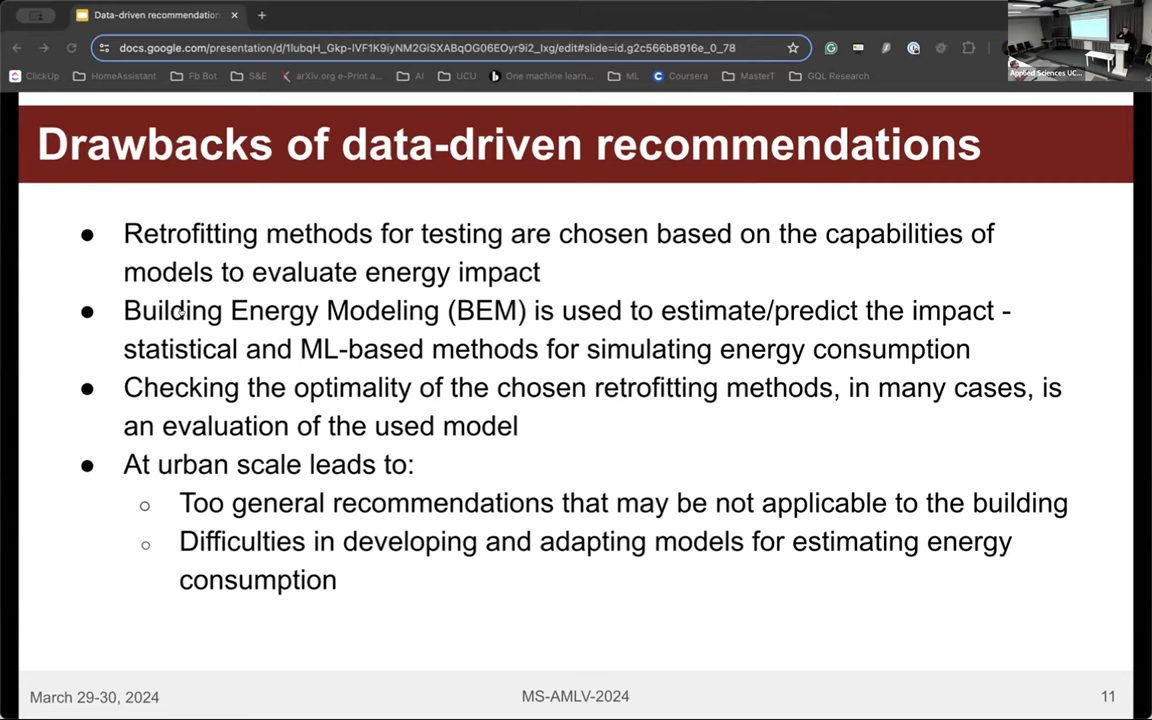 Data-driven recommendation
docs.google.com/presentation/d/1lubqH_Gkp-IVF1K9iyNM2GiSXABqOG06EOyr9i2_lxg/edit#slide=id.g2c566b8916e_0_78
ClickUp HomeAssistant Fb Bot S&E arXiv.org e-Print a... AI UCU One machine learn... ML Coursera MasterT GQL Research
Applied Sciences UC...
Drawbacks of data-driven recommendations
● Retrofitting methods for testing are chosen based on the capabilities of
models to evaluate energy impact
● Building Energy Modeling (BEM) is used to estimate/predict the impact -
statistical and ML-based methods for simulating energy consumption
● Checking the optimality of the chosen retrofitting methods, in many cases, is
an evaluation of the used model
● At urban scale leads to:
○ Too general recommendations that may be not applicable to the building
○ Difficulties in developing and adapting models for estimating energy
consumption
March 29-30, 2024
MS-AMLV-2024
11